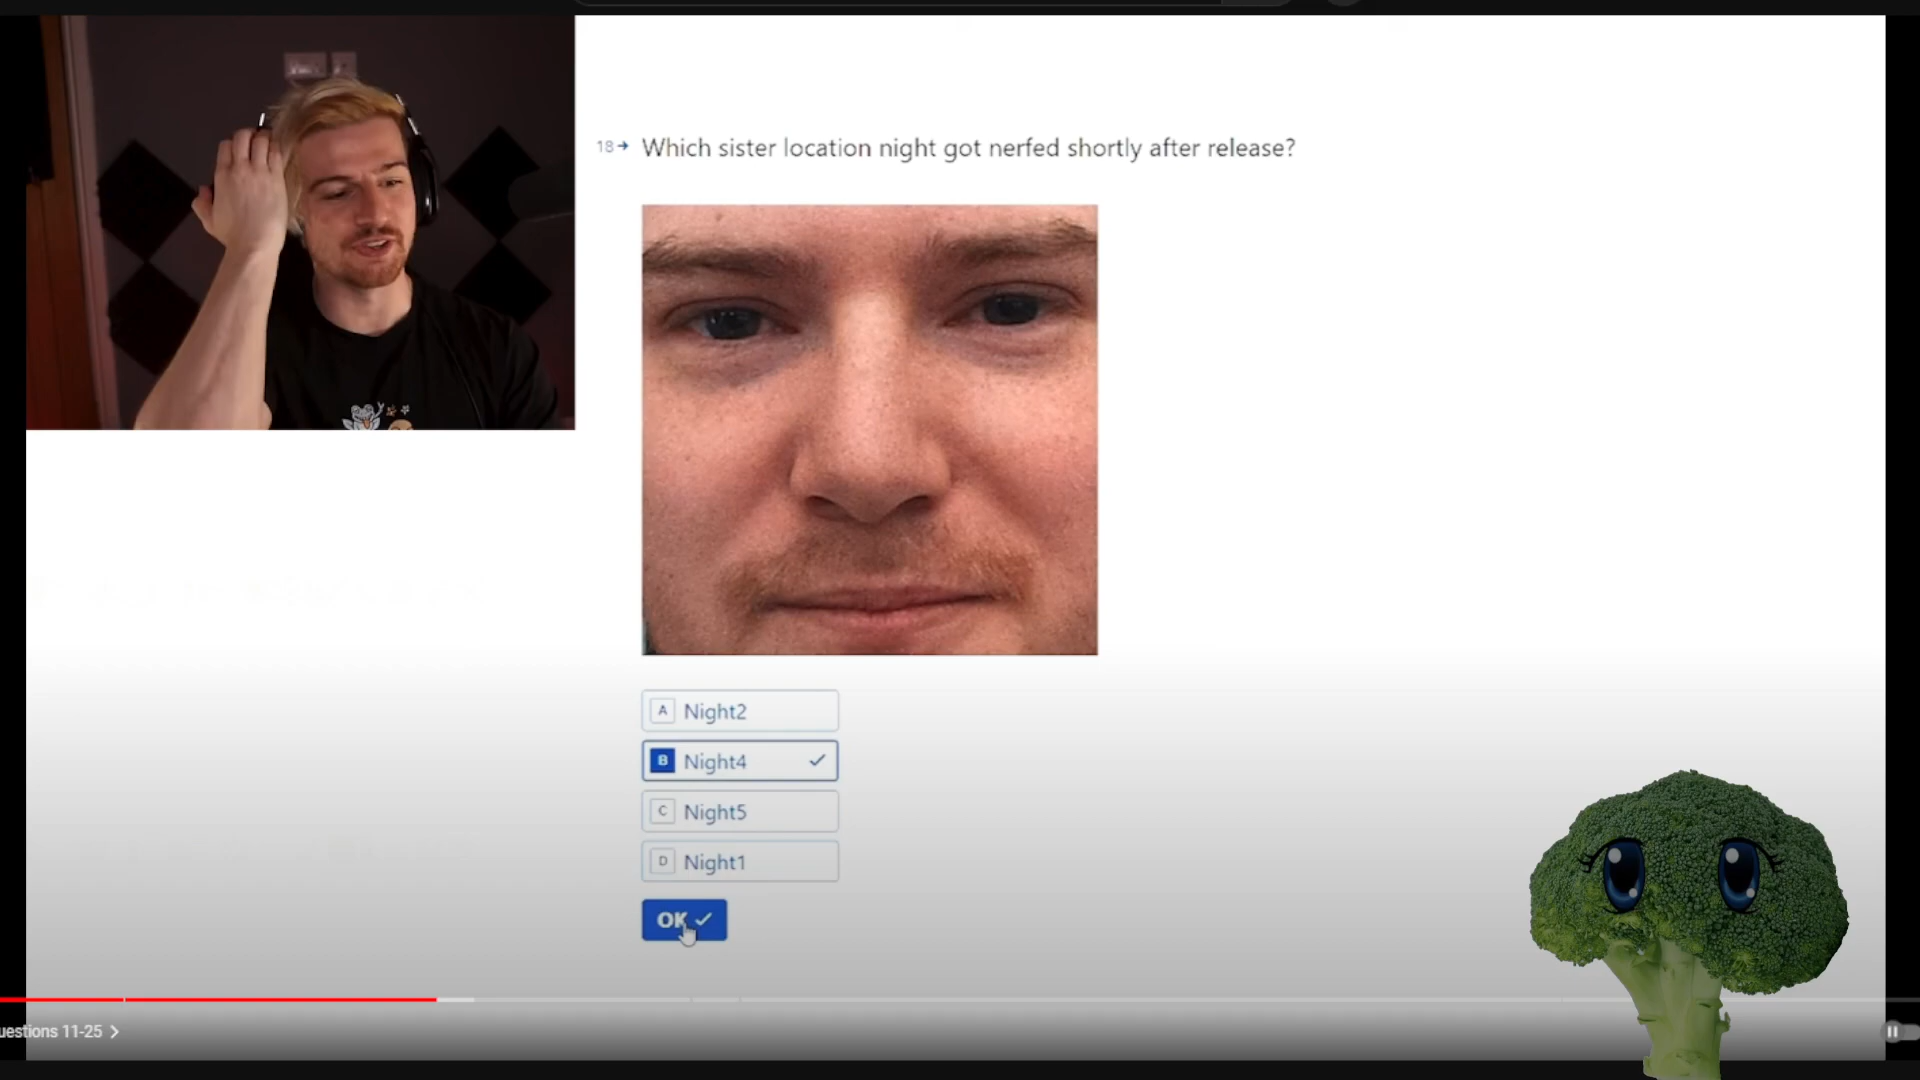 18→ Which sister location night got nerfed shortly after release?
A Night2
B Night4
C Night5
D Night1
OK
uestions 11-25